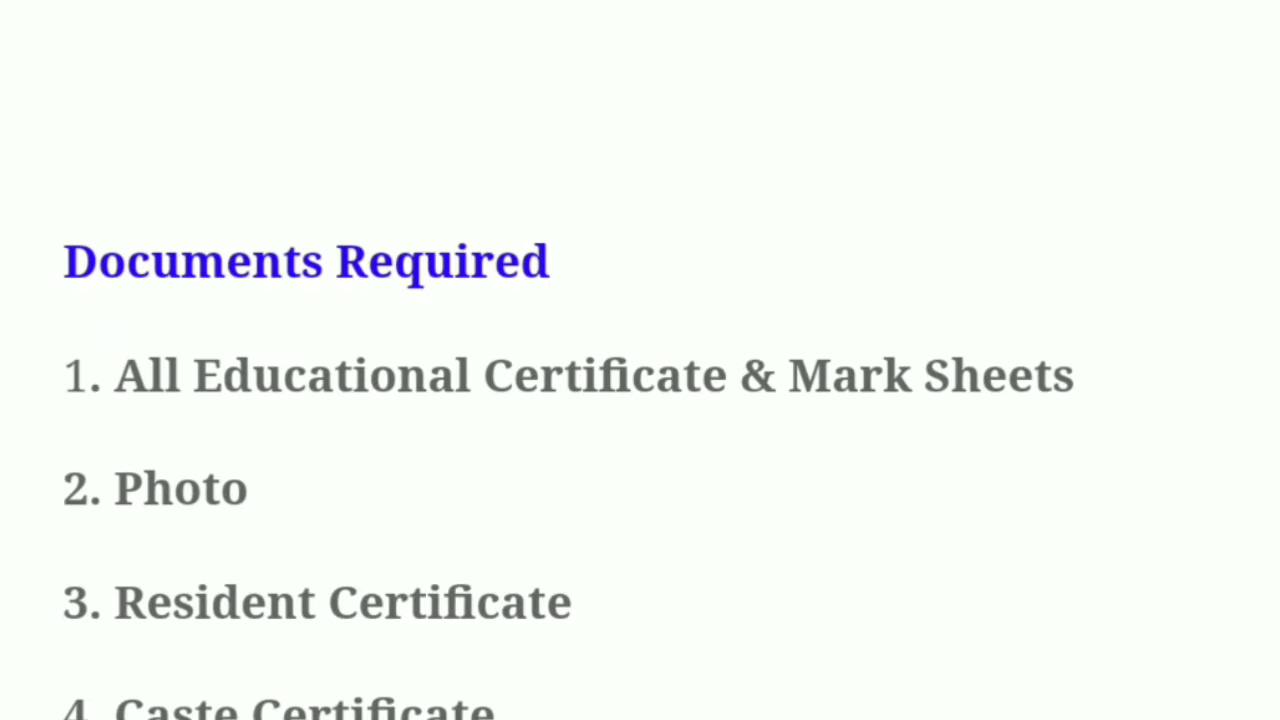 Documents Required
1. All Educational Certificate & Mark Sheets
2. Photo
3. Resident Certificate
4. Caste Certificate